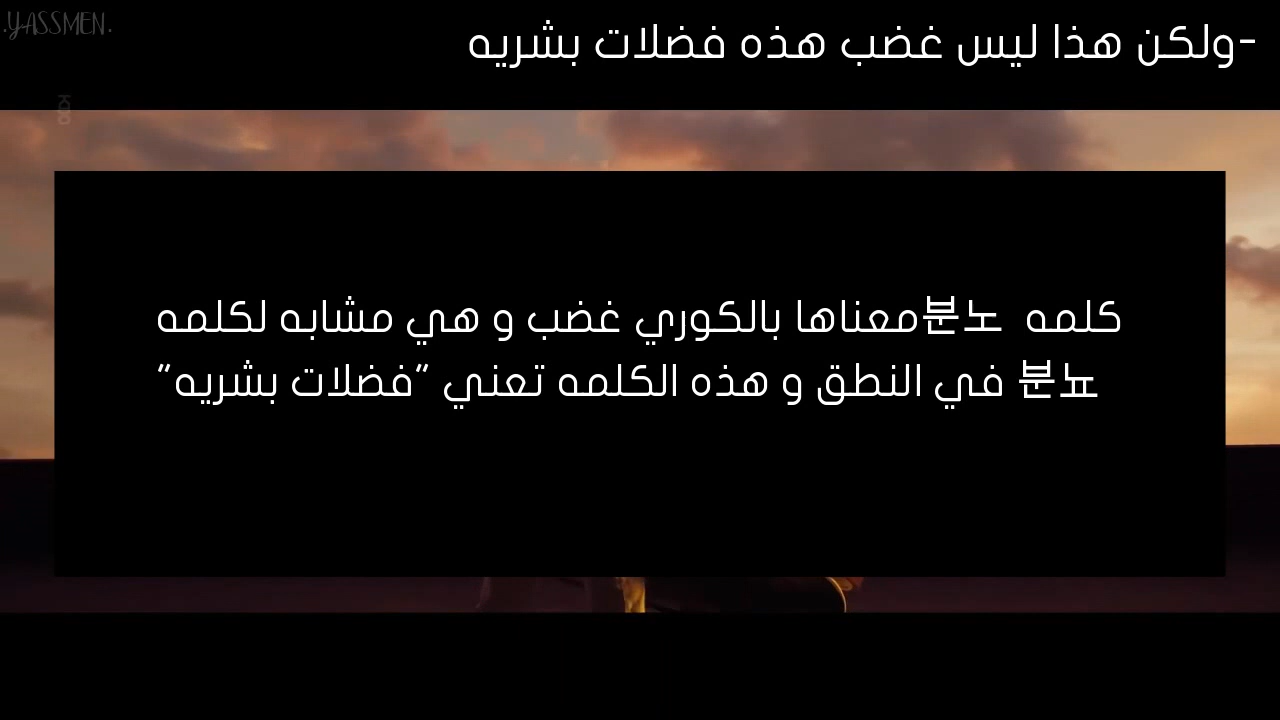 .YASSMEN.
-ولكن هذا ليس غضب هذه فضلات بشريه
كلمه 분노معناها بالكوري غضب و هي مشابه لكلمه
분뇨 في النطق و هذه الكلمه تعني "فضلات بشريه"